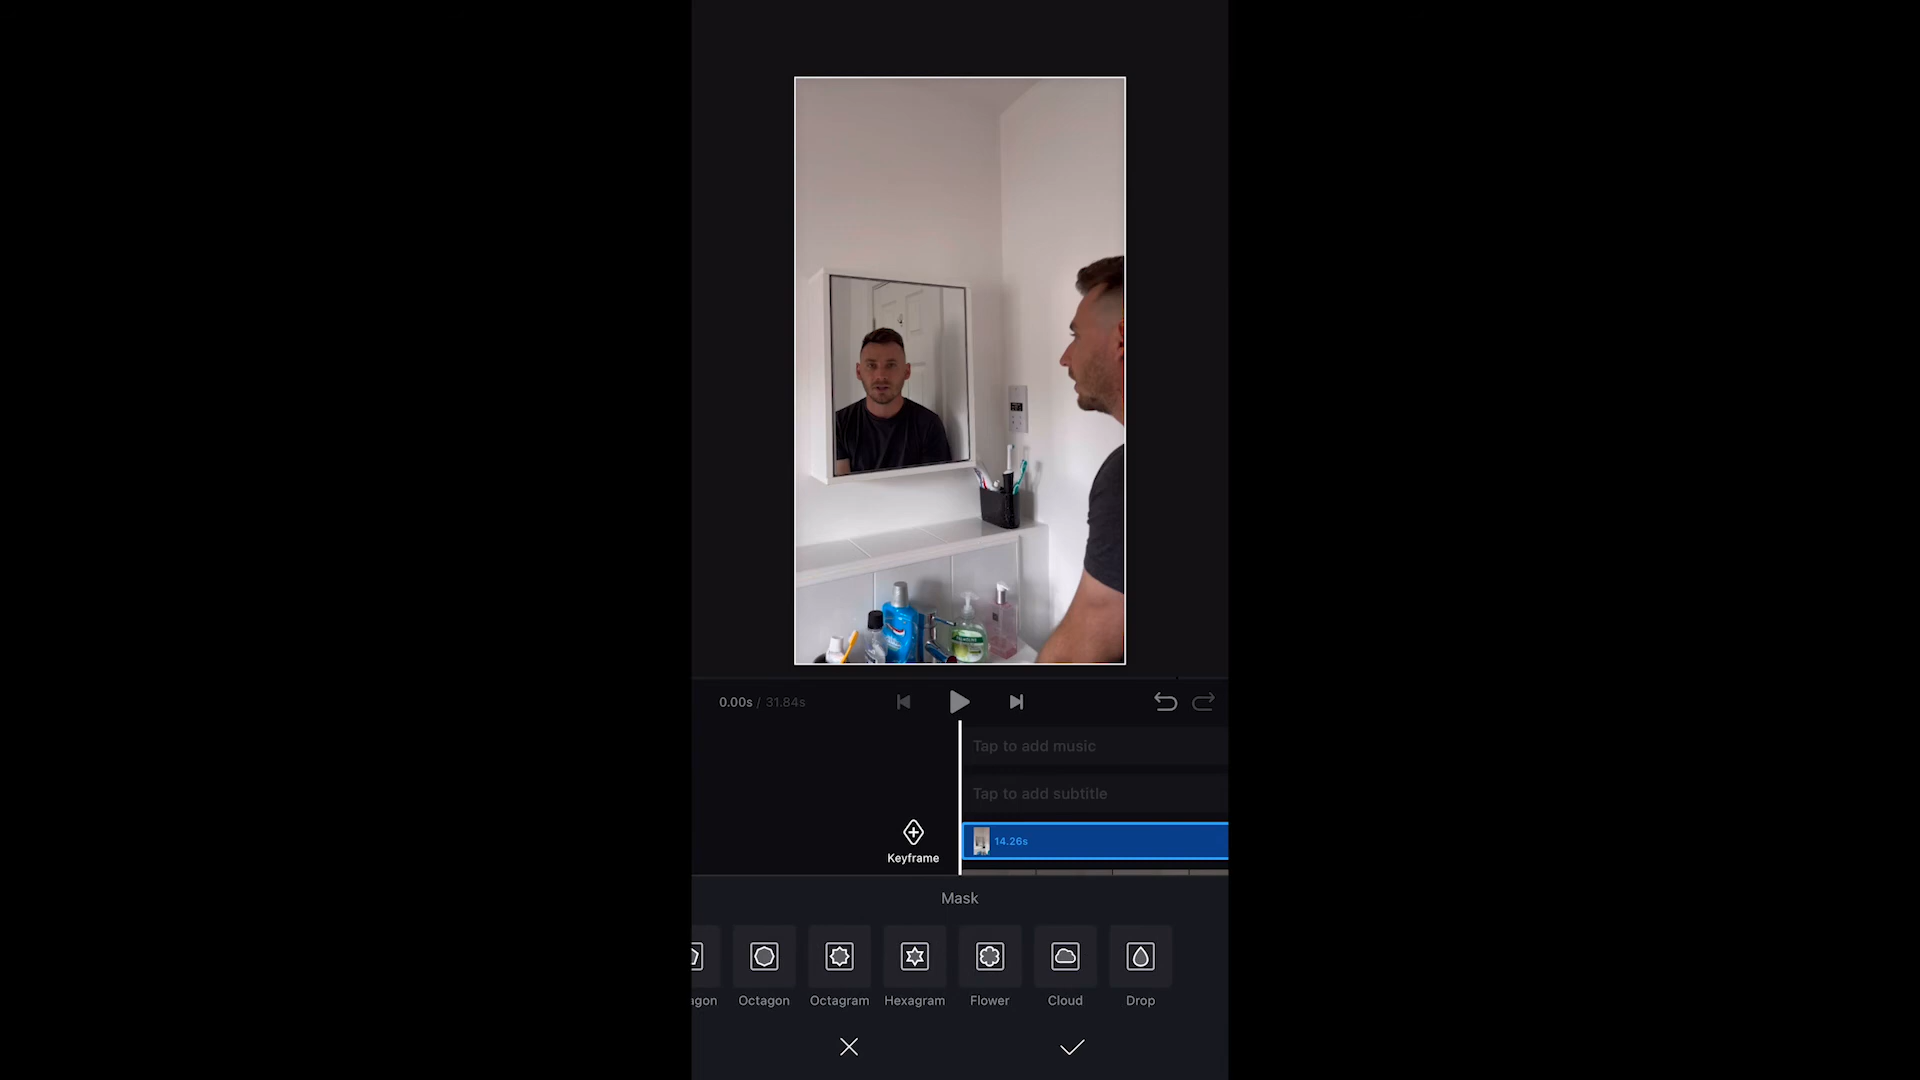 0.00s / 31.84s
Tap to add music
Tap to add subtitle
14.26s
Keyframe
Mask
agon Octagon Octagram Hexagram Flower Cloud Drop